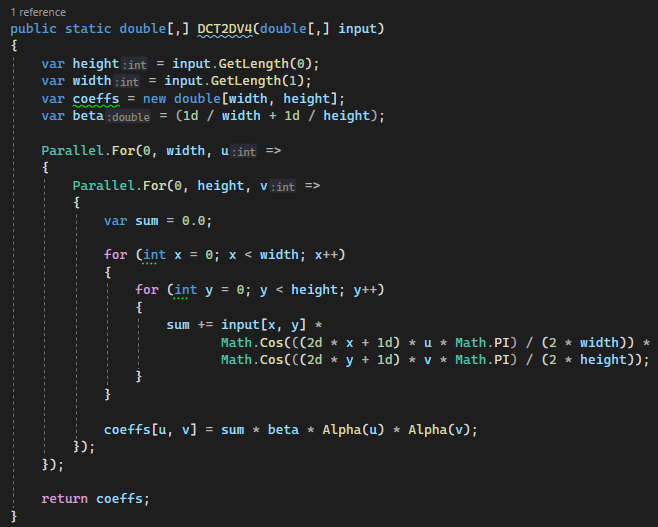 1 reference
public static double[,] DCT2DV4(double[,] input)
{
    var height:int = input.GetLength(0);
    var width:int = input.GetLength(1);
    var coeffs = new double[width, height];
    var beta:double = (1d / width + 1d / height);

    Parallel.For(0, width, u:int =>
    {
        Parallel.For(0, height, v:int =>
        {
            var sum = 0.0;

            for (int x = 0; x < width; x++)
            {
                for (int y = 0; y < height; y++)
                {
                    sum += input[x, y] *
                           Math.Cos(((2d * x + 1d) * u * Math.PI) / (2 * width)) *
                           Math.Cos(((2d * y + 1d) * v * Math.PI) / (2 * height));
                }
            }

            coeffs[u, v] = sum * beta * Alpha(u) * Alpha(v);
        });
    });

    return coeffs;
}